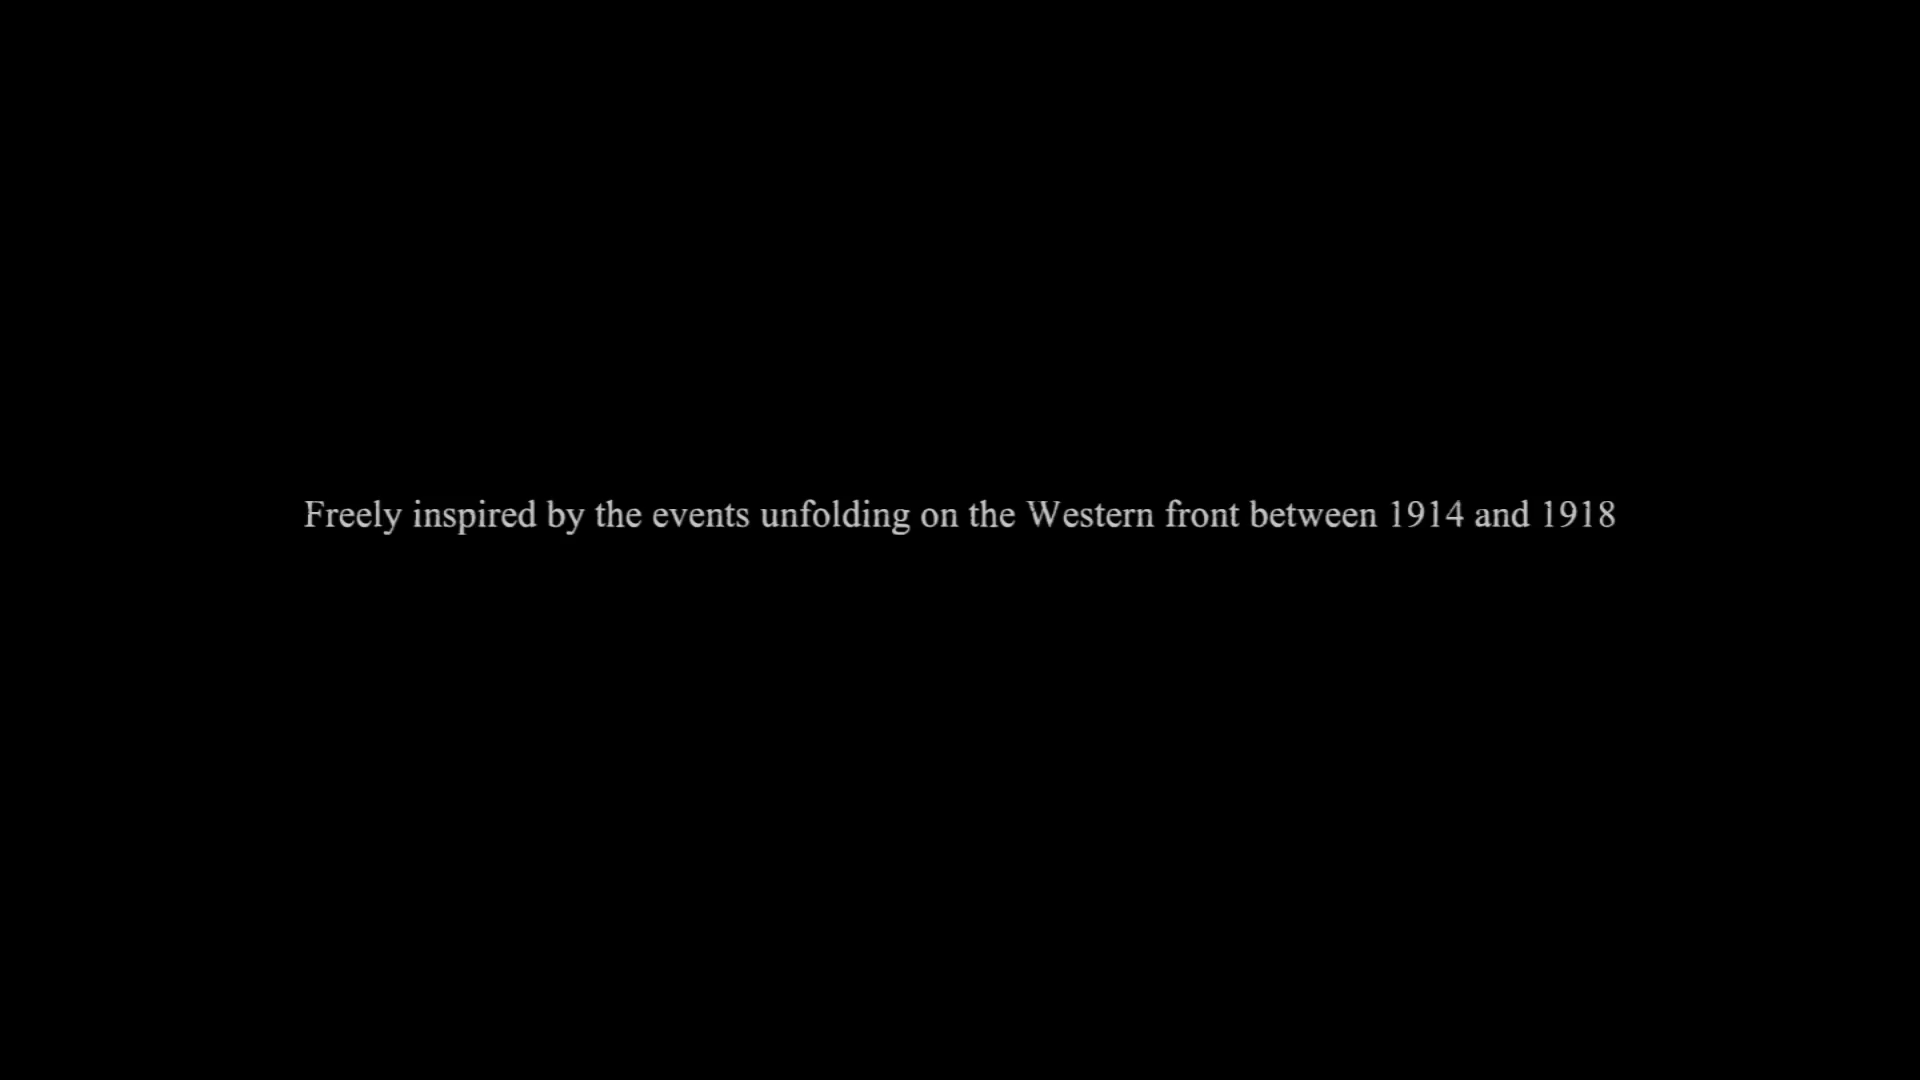 Freely inspired by the events unfolding on the Western front between 1914 and 1918